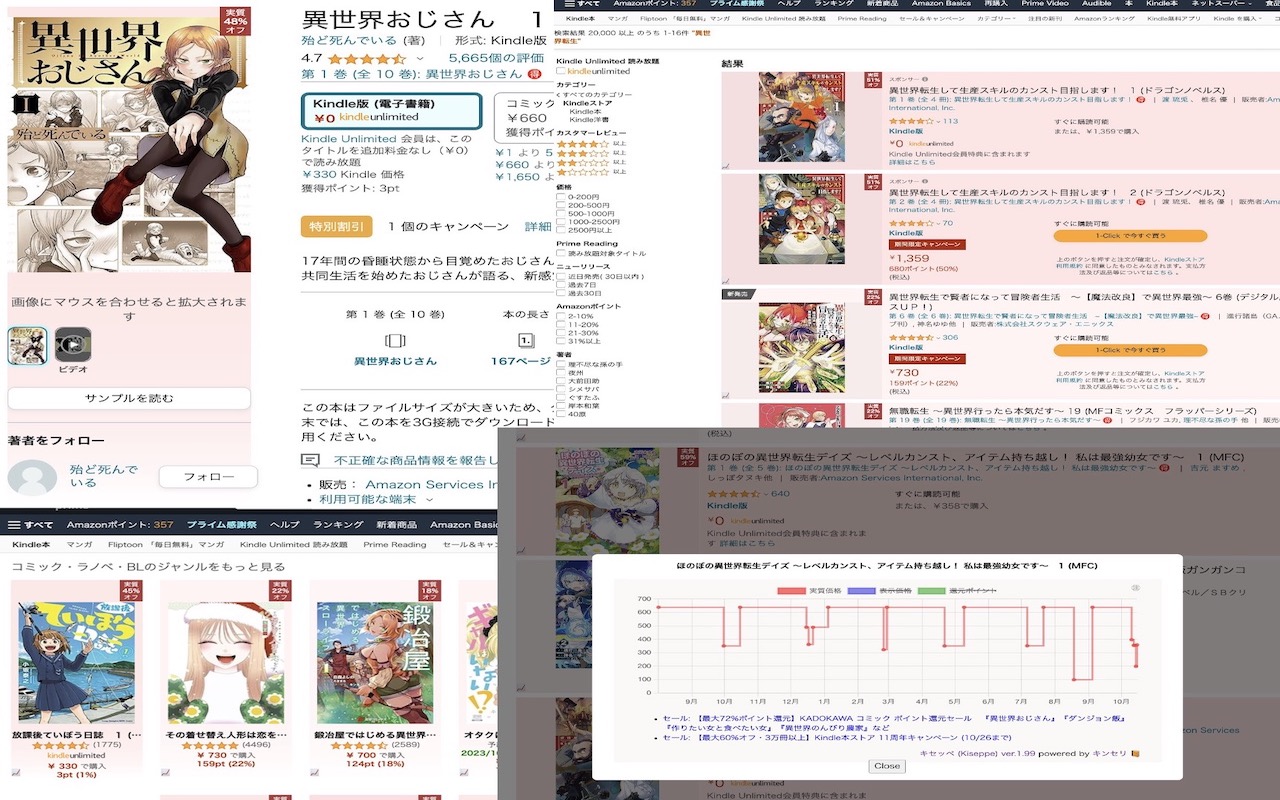 異世界
おじさん
1
殆ど死んでいる
実質
48%
オフ
画像にマウスを合わせると拡大されま
す
ビデオ
サンプルを読む
著者をフォロー
殆ど死んで
いる
フォロー
異世界おじさん 1
殆ど死んでいる (著) 形式: Kindle版
4.7 5,665個の評価
第 1 巻 (全 10 巻): 異世界おじさん 得
Kindle版 (電子書籍)
¥0 kindleunlimited
コミック
¥660
獲得ポイ
Kindle Unlimited 会員は、この
タイトルを追加料金なし（¥0）
で読み放題
¥330 Kindle 価格
獲得ポイント: 3pt
¥1 より 5
¥660 より
¥1,650 よ
特別割引 1 個のキャンペーン 詳細
17年間の昏睡状態から目覚めたおじさん
共同生活を始めたおじさんが語る、新感
第 1 巻 (全 10 巻)
異世界おじさん
本の長さ
167ページ
この本はファイルサイズが大きいため、
末では、この本を3G接続でダウンロード
用ください。
不正確な商品情報を報告し
• 販売： Amazon Services In
• 利用可能な端末
すべて Amazonポイント: 357 プライム感謝祭 ヘルプ ランキング 新着商品 Amazon Basics 再購入 Prime Video Audible 本 Kindle本 ネットスーパー
Kindle本 マンガ Fliptoon 「毎日無料」マンガ Kindle Unlimited 読み放題 Prime Reading セール＆キャンペーン カテゴリー 注目の新刊 Amazonランキング Kindle無料アプリ Kindle を購入
検索結果 20,000 以上 のうち 1-16件 "異世
界転生"
Kindle Unlimited 読み放題
kindleunlimited
カテゴリー
‹ すべてのカテゴリー
Kindleストア
Kindle本
Kindle洋書
カスタマーレビュー
以上
以上
以上
以上
価格
0-200円
200-500円
500-1000円
1000-2500円
2500円以上
Prime Reading
読み放題対象タイトル
ニューリリース
近日発売( 30日以内 )
過去7日
過去30日
Amazonポイント
2-10%
11-20%
21-30%
31%以上
著者
理不尽な孫の手
夜州
大前田助
シメサバ
ぐすたふ
岸本和葉
40原
結果
実質
51%
オフ
スポンサー
異世界転生して生産スキルのカンスト目指します！ 1 (ドラゴンノベルス)
第 1 巻 (全 4 冊): 異世界転生して生産スキルのカンスト目指します！ 得 | 渡 琉兎 、 椎名 優 | 販売者:Am
International, Inc.
113
Kindle版
¥0 kindleunlimited
Kindle Unlimited会員特典に含まれます
詳細はこちら
すぐに購読可能
または、¥1,359で購入
実質
51%
オフ
スポンサー
異世界転生して生産スキルのカンスト目指します！ 2 (ドラゴンノベルス)
第 2 巻 (全 4 冊): 異世界転生して生産スキルのカンスト目指します！ 得 | 渡 琉兎 、 椎名 優 | 販売者:Ama
International, Inc.
70
Kindle版
期間限定キャンペーン
¥1,359
680ポイント(50%)
(税込)
すぐに購読可能
1-Click で今すぐ買う
上のボタンを押すと注文が確定し、Kindleストア
利用規約 に同意したものとみなされます。支払方
法及び返品等についてはこちら 。
新発売
実質
22%
オフ
異世界転生で賢者になって冒険者生活 ～【魔法改良】で異世界最強～ 6巻 (デジタル
スＵＰ！)
第 6 巻 (全 6 巻): 異世界転生で賢者になって冒険者生活 ～【魔法改良】で異世界最強～ 得 | 進行諸島（GA
ブ刊）, 神名ゆゆ他 | 販売者:株式会社スクウェア・エニックス
306
Kindle版
期間限定キャンペーン
¥730
159ポイント(22%)
(税込)
すぐに購読可能
1-Click で今すぐ買う
上のボタンを押すと注文が確定し、Kindleストア
利用規約 に同意したものとみなされます。支払方
法及び返品等についてはこちら 。
実質
22%
オフ
無職転生 ～異世界行ったら本気だす～ 19 (MFコミックス フラッパーシリーズ)
第 19 巻 (全 19 巻): 無職転生 ～異世界行ったら本気だす～ 得 | フジカワ ユカ, 理不尽な孫の手 他 | 販売
すべて Amazonポイント: 357 プライム感謝祭 ヘルプ ランキング 新着商品 Amazon Basic
Kindle本 マンガ Fliptoon 「毎日無料」マンガ Kindle Unlimited 読み放題 Prime Reading セール＆キャン
コミック・ラノベ・BLのジャンルをもっと見る
実質
45%
オフ
放課後
ていぼう
日誌
放課後ていぼう日誌 1 (…
(1775)
kindleunlimited
¥ 330 で購入
3pt (1%)
実質
22%
オフ
その着せ替え人形は恋を…
(4496)
¥ 730 で購入
159pt (22%)
実質
18%
オフ
鍛冶屋
ではじめる
異世界
スローライフ
鍛冶屋ではじめる異世界…
(2589)
¥ 700 で購入
124pt (18%)
オタクに
2023/10
(税込)
実質
59%
オフ
ほのぼの異世界転生デイズ ～レベルカンスト、アイテム持ち越し！ 私は最強幼女です～ 1 (MFC)
第 1 巻 (全 5 巻): ほのぼの異世界転生デイズ ～レベルカンスト、アイテム持ち越し！ 私は最強幼女です～ 得 | 吉元 ますめ ,
しっぽタヌキ他 | 販売者:Amazon Services International, Inc.
640
Kindle版
¥0 kindleunlimited
Kindle Unlimited会員特典に含まれま
す 詳細はこちら
すぐに購読可能
または、¥358で購入
版ガンガンコ
ベル／ＳＢクリ
ほのぼの異世界転生デイズ ～レベルカンスト、アイテム持ち越し！ 私は最強幼女です～ 1 (MFC)
実質価格 表示価格 還元ポイント
700
600
500
400
300
200
100
0
9月 10月 11月 12月 1月 2月 3月 4月 5月 6月 7月 8月 9月 10月
• セール: 【最大72%ポイント還元】KADOKAWA コミック ポイント還元セール 『異世界おじさん』『ダンジョン飯』
『作りたい女と食べたい女』『異世界のんびり農家』など
• セール: 【最大60%オフ・3万冊以上】Kindle本ストア 11周年キャンペーン (10/26まで)
キセッペ (Kiseppe) ver.1.99 powered by キンセリ
Close
n Services
¥0 kindleunlimited
Kindle Unlimited会員特典に含まれま